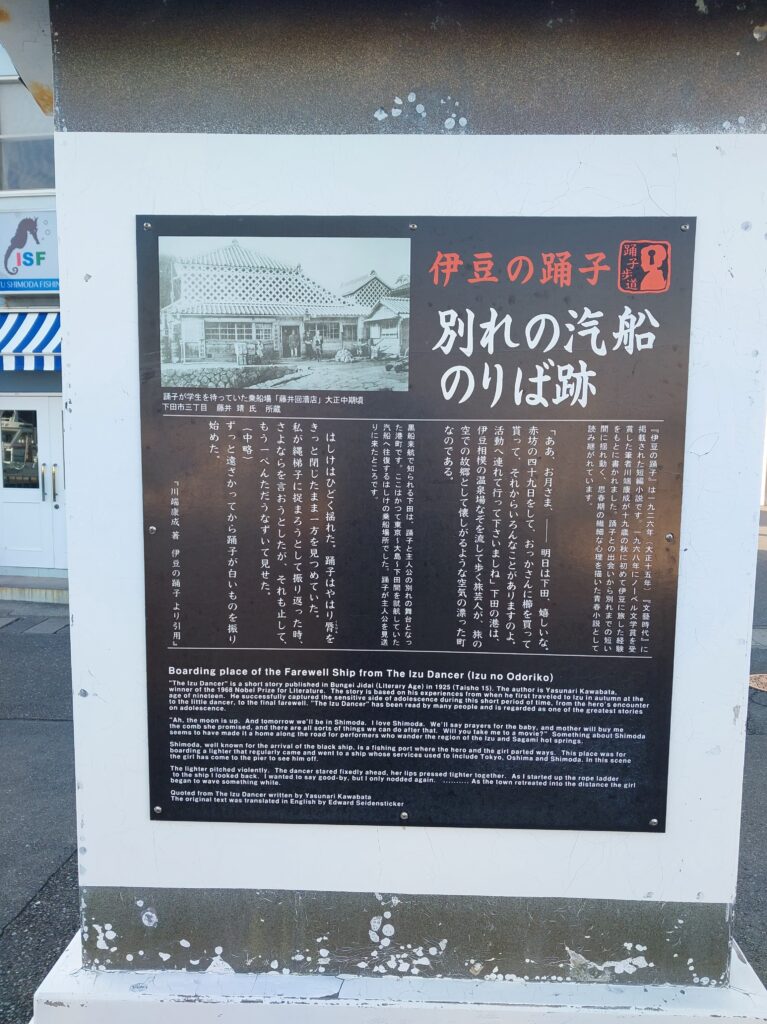 ISF
U SHIMODA FISHIN
伊豆の踊子
踊子歩道
別れの汽船
のりば跡
踊子が学生を待っていた乗船場「藤井回漕店」大正中期頃
下田市三丁目　藤井 靖 氏　所蔵
『伊豆の踊子』は一九二六年（大正十五年）『文藝時代』に
掲載された短編小説です。一九六八年にノーベル文学賞を受
賞した筆者川端康成が十九歳の秋に初めて伊豆に旅した経験
をもとに書かれました。踊子との出会いから別れまでの短い
間に揺れ動く、思春期の繊細な心理を描いた青春小説として
読み継がれています。
「ああ、お月さま。――明日は下田、嬉しいな。
赤坊の四十九日をして、おっかさんに櫛を買って
貰って、それからいろんなことがありますのよ。
活動へ連れて行って下さいましね」下田の港は、
伊豆相模の温泉場なぞを流して歩く旅芸人が、旅の
空での故郷として懐しがるような空気の漂った町
なのである。
黒船来航で知られる下田は、踊子と主人公の別れの舞台となっ
た港町です。ここはかつて東京～大島～下田間を就航していた
汽船へ往復するはしけの乗船場所でした。踊子が主人公を見送
りに来たところです。
はしけはひどく揺れた。踊子はやはり唇を
きっと閉じたまま一方を見つめていた。
私が縄梯子に捉まろうとして振り返った時、
さよならを言おうとしたが、それも止して、
もう一ぺんただうなずいて見せた。
（中略）
ずっと遠ざかってから踊子が白いものを振り
始めた。
『川端康成 著　伊豆の踊子 より引用』
Boarding place of the Farewell Ship from The Izu Dancer (Izu no Odoriko)
"The Izu Dancer" is a short story published in Bungei Jidai (Literary Age) in 1925 (Taisho 15). The author is Yasunari Kawabata,
winner of the 1968 Nobel Prize for Literature. The story is based on his experiences from when he first traveled to Izu in autumn at the
age of nineteen. He successfully captured the sensitive side of adolescence during this short period of time, from the hero's encounter
to the little dancer, to the final farewell. "The Izu Dancer" has been read by many people and is regarded as one of the greatest stories
on adolescence.
"Ah, the moon is up. And tomorrow we'll be in Shimoda. I love Shimoda. We'll say prayers for the baby, and mother will buy me
the comb she promised, and there are all sorts of things we can do after that. Will you take me to a movie?" Something about Shimoda
seems to have made it a home along the road for performers who wander the region of the Izu and Sagami hot springs.
Shimoda, well known for the arrival of the black ship, is a fishing port where the hero and the girl parted ways. This place was for
boarding a lighter that regularly came and went to a ship whose services used to include Tokyo, Oshima and Shimoda. In this scene
the girl has come to the pier to see him off.
The lighter pitched violently. The dancer stared fixedly ahead, her lips pressed tighter together. As I started up the rope ladder
to the ship I looked back. I wanted to say good-by, but I only nodded again. .......... As the town retreated into the distance the girl
began to wave something white.
Quoted from The Izu Dancer written by Yasunari Kawabata
The original text was translated in English by Edward Seidensticker